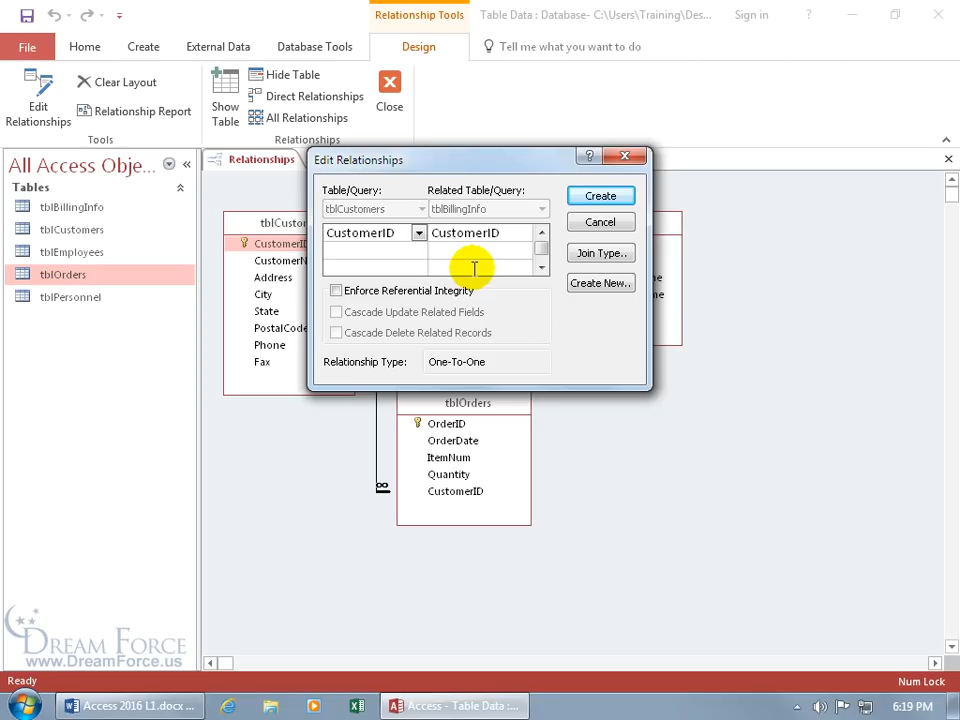 Relationship Tools
Table Data : Database- C:\Users\Training\Des...
Sign in
?
File
Home
Create
External Data
Database Tools
Design
Tell me what you want to do
Edit Relationships
Clear Layout
Relationship Report
Tools
Show Table
Hide Table
Direct Relationships
All Relationships
Relationships
Close
All Access Obje...
Tables
tblBillingInfo
tblCustomers
tblEmployees
tblOrders
tblPersonnel
Relationships
tblCustom
CustomerID
CustomerN
Address
City
State
PostalCode
Phone
Fax
Edit Relationships
?
Table/Query:
Related Table/Query:
tblCustomers
tblBillingInfo
CustomerID
CustomerID
Enforce Referential Integrity
Cascade Update Related Fields
Cascade Delete Related Records
Relationship Type:
One-To-One
Create
Cancel
Join Type..
Create New..
me
me
tblOrders
OrderID
OrderDate
ItemNum
Quantity
CustomerID
DREAM FORCE
www.DreamForce.us
Ready
Num Lock
Access 2016 L1.docx ...
Access - Table Data :...
6:19 PM